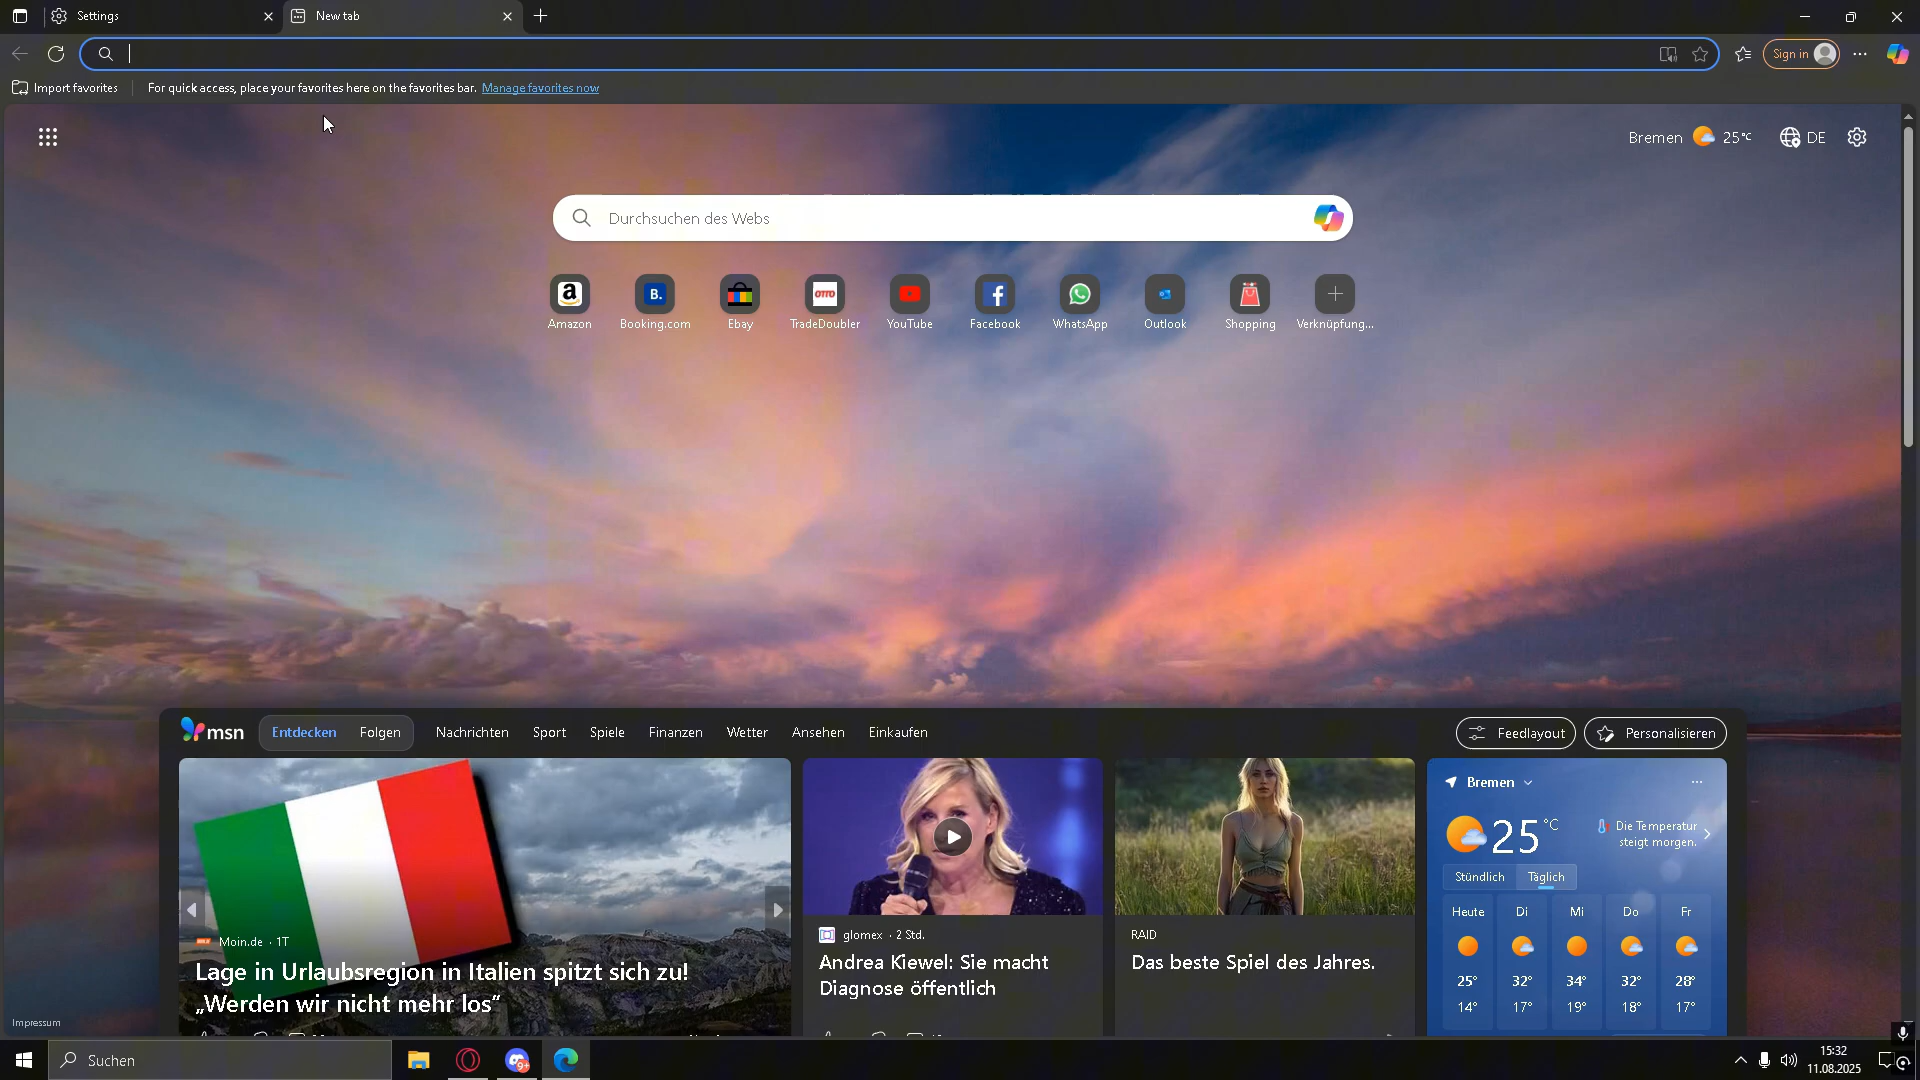 Settings
New tab
Sign in
Import favorites
For quick access, place your favorites here on the favorites bar. Manage favorites now
Bremen 25°C
DE
Durchsuchen des Webs
Amazon
Booking.com
Ebay
TradeDoubler
YouTube
Facebook
WhatsApp
Outlook
Shopping
Verknüpfung...
msn
Entdecken
Folgen
Nachrichten
Sport
Spiele
Finanzen
Wetter
Ansehen
Einkaufen
Feedlayout
Personalisieren
Moin.de · 1T
Lage in Urlaubsregion in Italien spitzt sich zu!
„Werden wir nicht mehr los“
glomex · 2 Std.
Andrea Kiewel: Sie macht
Diagnose öffentlich
RAID
Das beste Spiel des Jahres.
Bremen
25 °C
Die Temperatur
steigt morgen.
Stündlich
Täglich
Heute Di Mi Do Fr
25° 32° 34° 32° 28°
14° 17° 19° 18° 17°
Impressum
Suchen
9+
15:32
11.08.2025